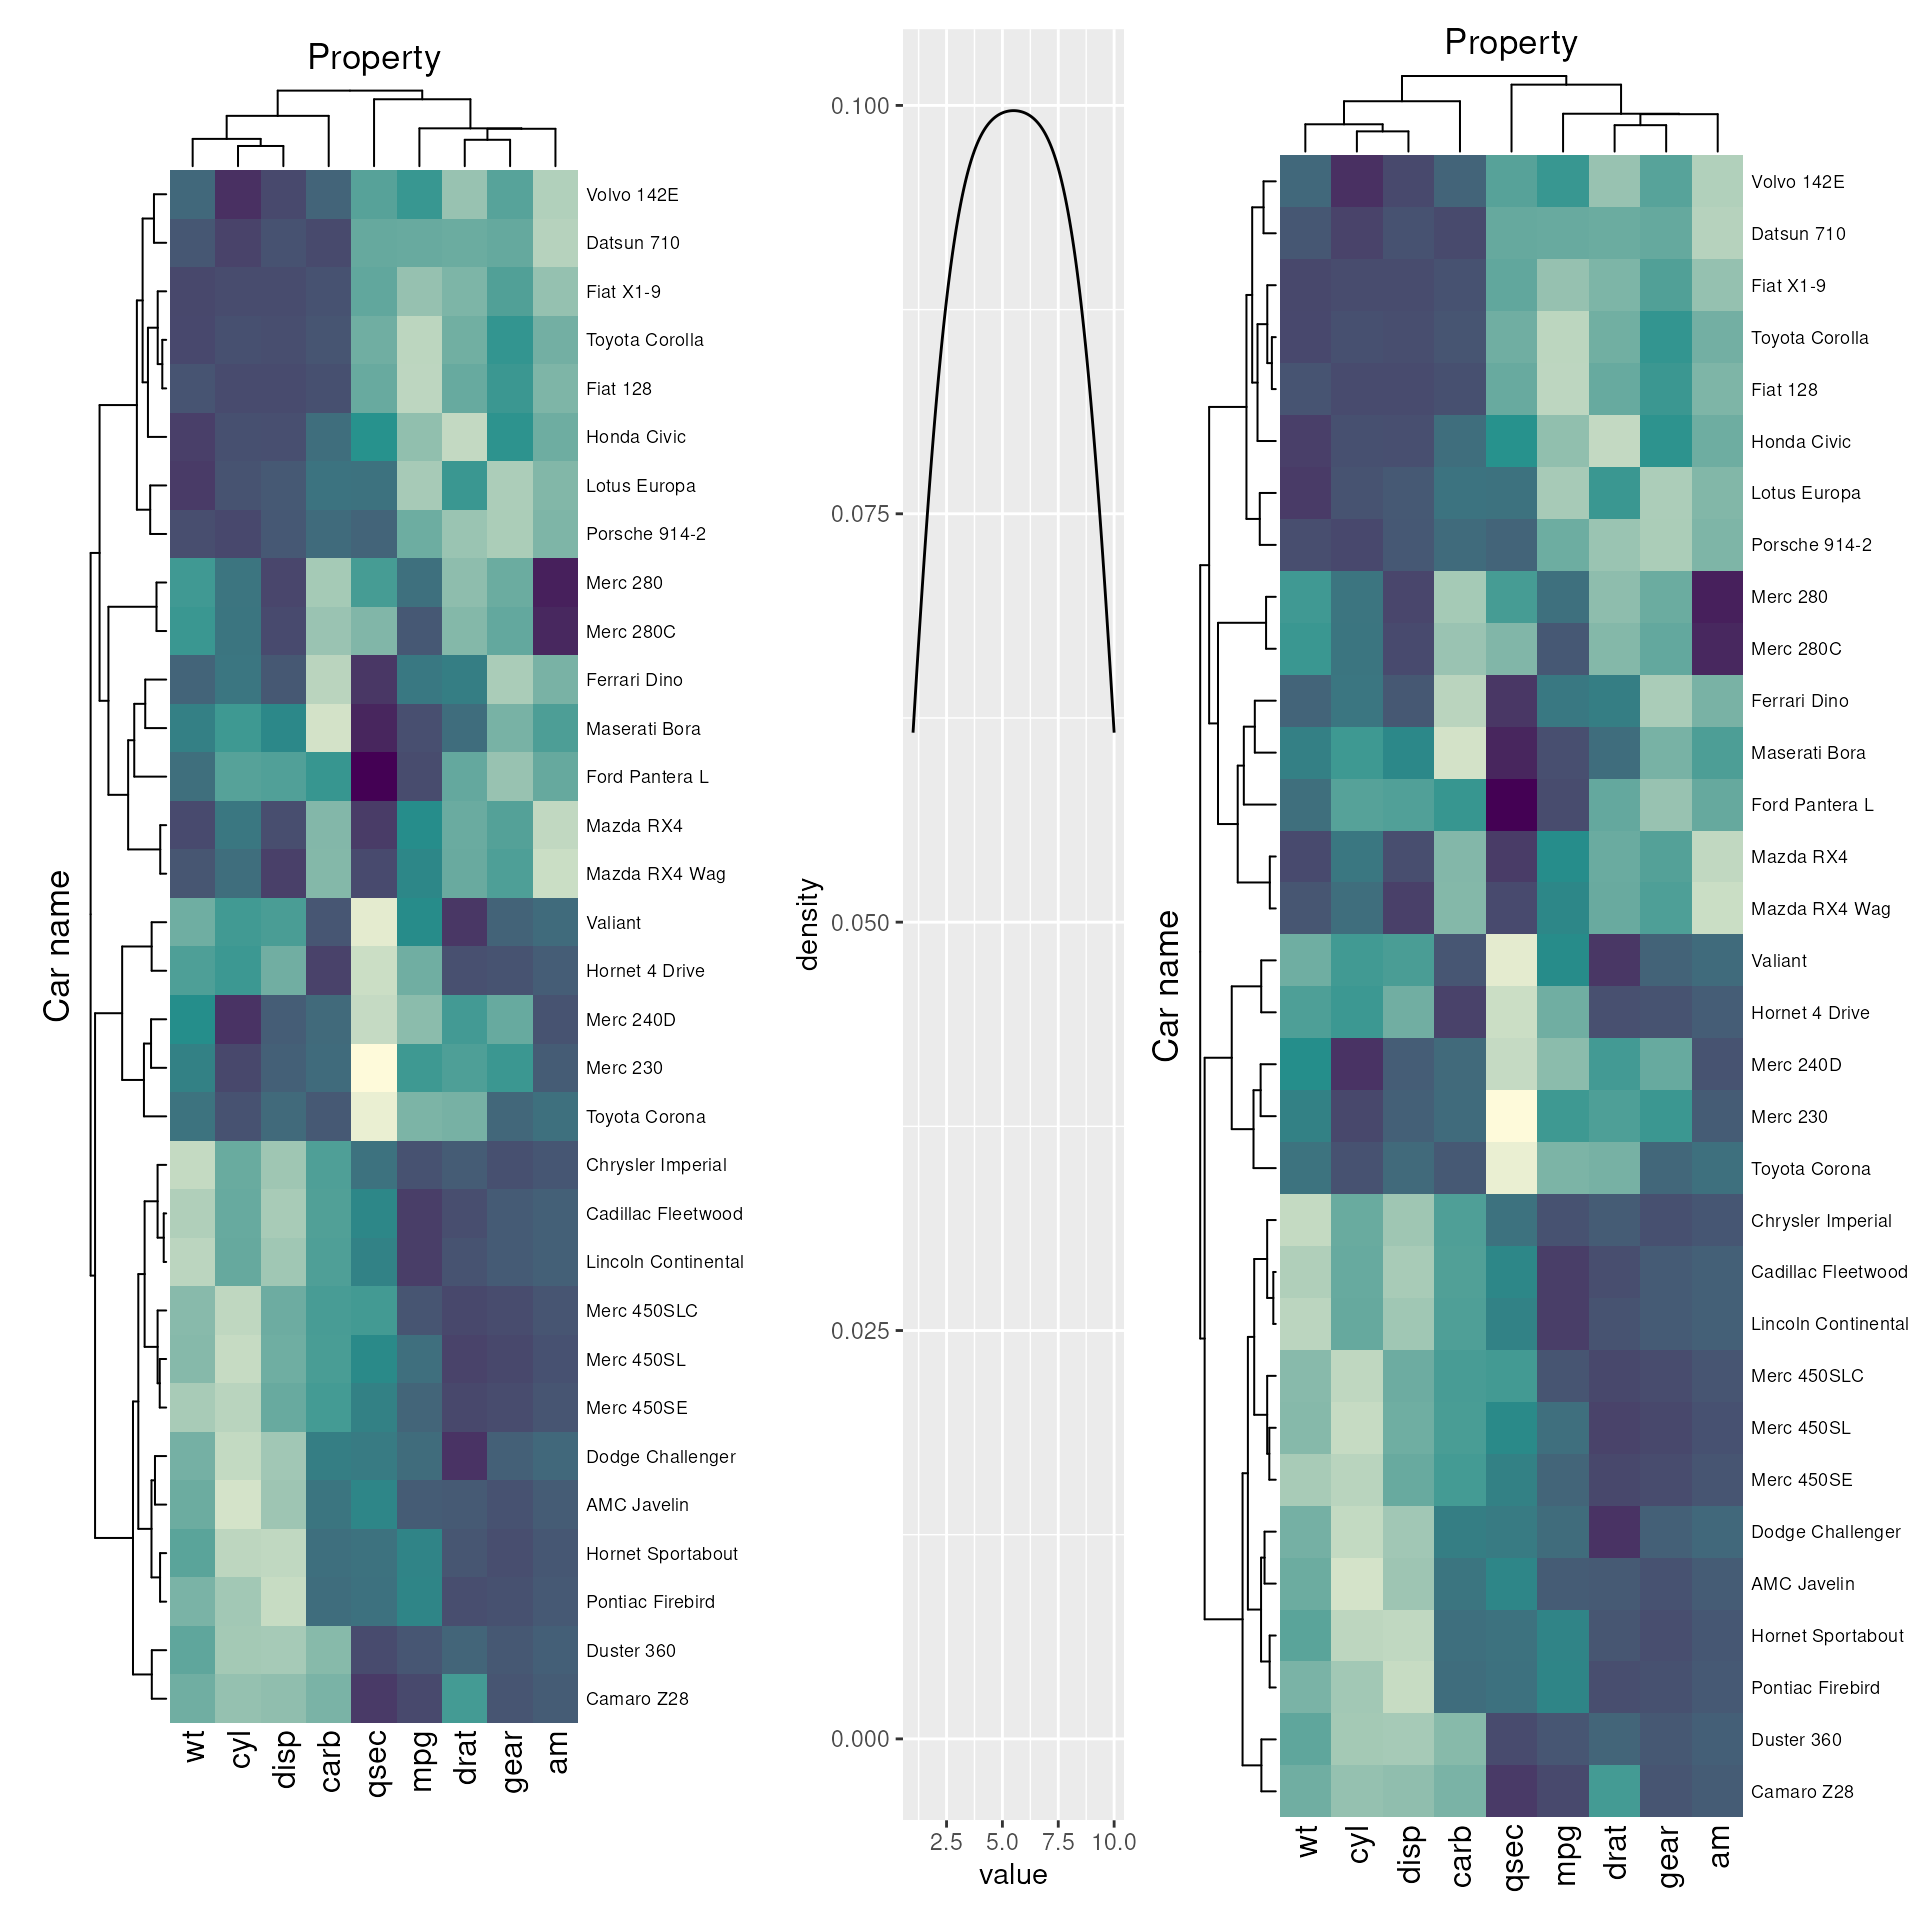 Property
Volvo 142E
Datsun 710
Fiat X1-9
Toyota Corolla
Fiat 128
Honda Civic
Lotus Europa
Porsche 914-2
Merc 280
Merc 280C
Ferrari Dino
Maserati Bora
Ford Pantera L
Mazda RX4
Mazda RX4 Wag
Valiant
Hornet 4 Drive
Merc 240D
Merc 230
Toyota Corona
Chrysler Imperial
Cadillac Fleetwood
Lincoln Continental
Merc 450SLC
Merc 450SL
Merc 450SE
Dodge Challenger
AMC Javelin
Hornet Sportabout
Pontiac Firebird
Duster 360
Camaro Z28
Car name
wt cyl disp carb qsec mpg drat gear am
0.100
0.075
0.050
0.025
0.000
density
2.5 5.0 7.5 10.0
value
Property
Volvo 142E
Datsun 710
Fiat X1-9
Toyota Corolla
Fiat 128
Honda Civic
Lotus Europa
Porsche 914-2
Merc 280
Merc 280C
Ferrari Dino
Maserati Bora
Ford Pantera L
Mazda RX4
Mazda RX4 Wag
Valiant
Hornet 4 Drive
Merc 240D
Merc 230
Toyota Corona
Chrysler Imperial
Cadillac Fleetwood
Lincoln Continental
Merc 450SLC
Merc 450SL
Merc 450SE
Dodge Challenger
AMC Javelin
Hornet Sportabout
Pontiac Firebird
Duster 360
Camaro Z28
Car name
wt cyl disp carb qsec mpg drat gear am